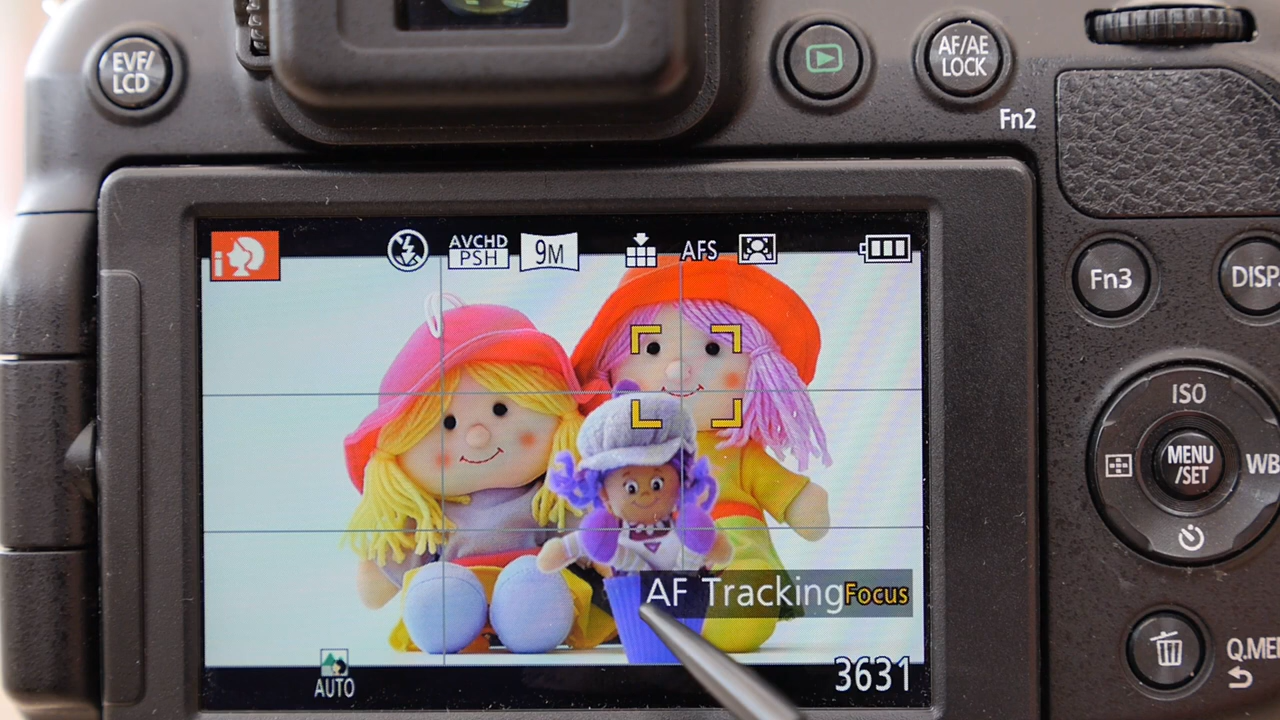 EVF/
LCD
AF/AE
LOCK
Fn2
i
AVCHD
PSH
9M
AFS
Fn3
DISP.
ISO
MENU
/SET
WB
AF Tracking Focus
AUTO
3631
Q.ME